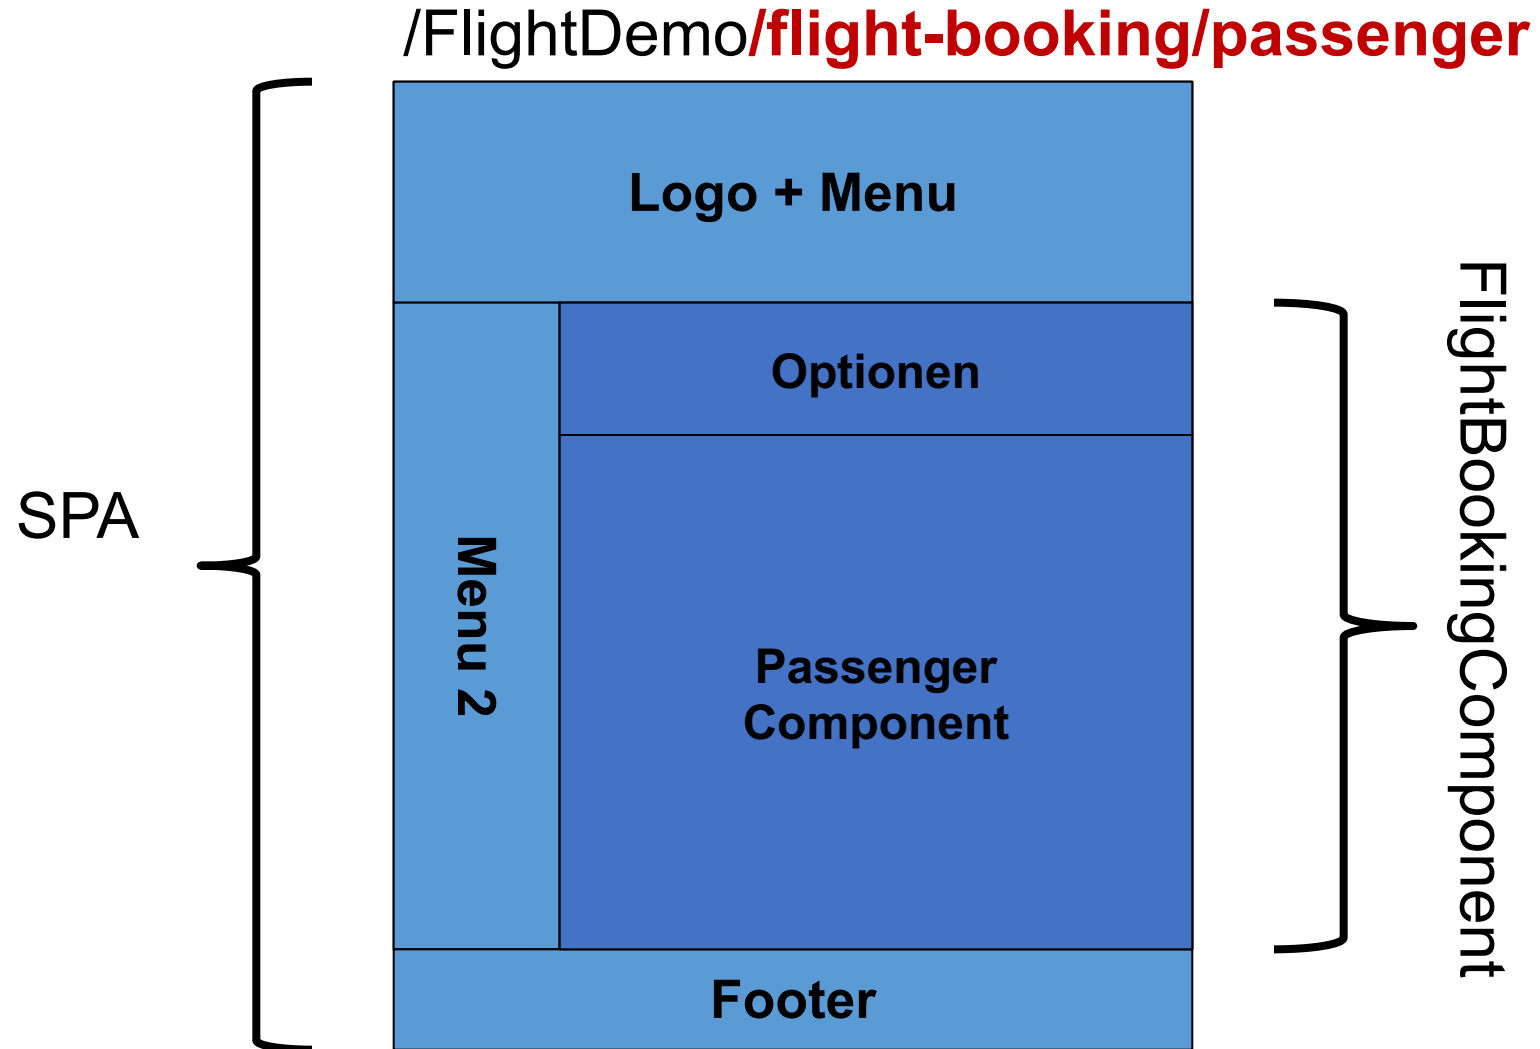 /FlightDemo/flight-booking/passenger
Logo + Menu
SPA
Menu 2
Optionen
Passenger
Component
FlightBookingComponent
Footer